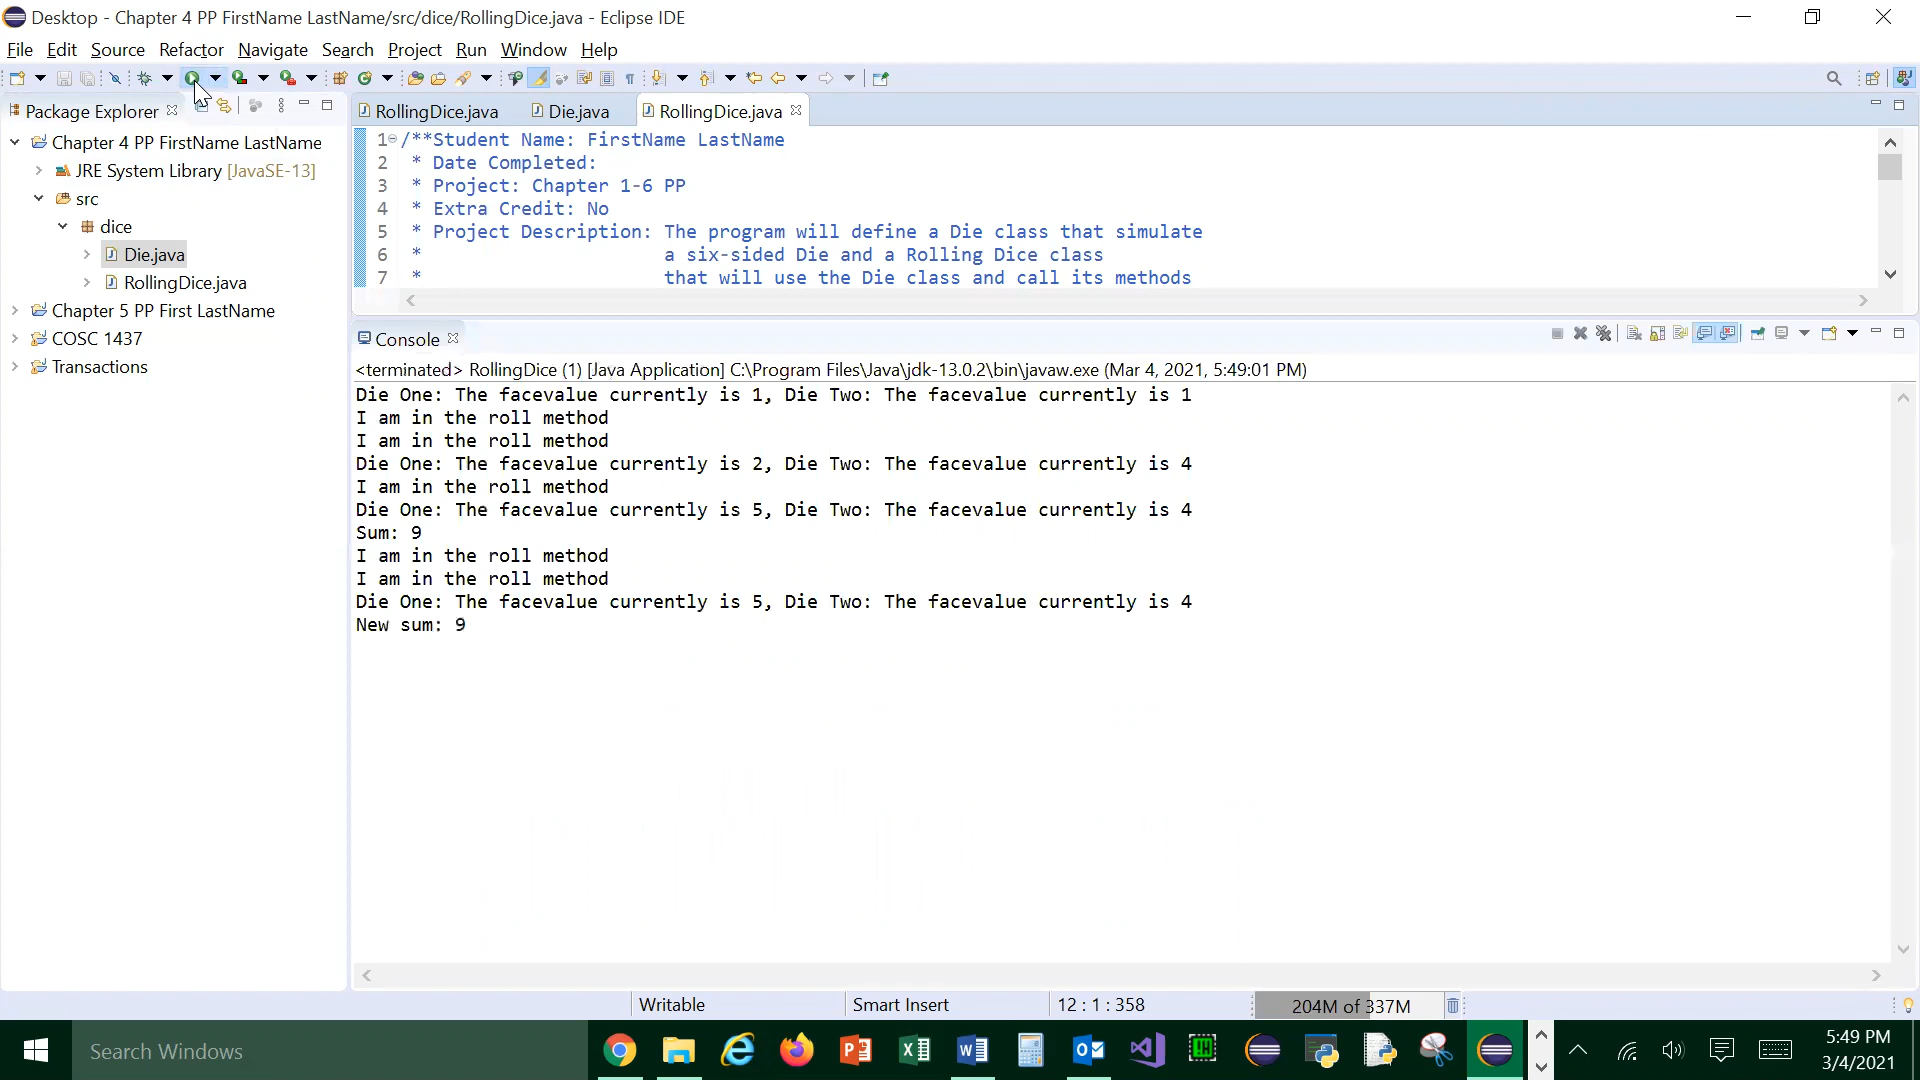 Desktop - Chapter 4 PP FirstName LastName/src/dice/RollingDice.java - Eclipse IDE
File Edit Source Refactor Navigate Search Project Run Window Help
Package Explorer
Chapter 4 PP FirstName LastName
JRE System Library [JavaSE-13]
src
dice
Die.java
RollingDice.java
Chapter 5 PP First LastName
COSC 1437
Transactions
RollingDice.java Die.java RollingDice.java
1 /**Student Name: FirstName LastName
2 * Date Completed:
3 * Project: Chapter 1-6 PP
4 * Extra Credit: No
5 * Project Description: The program will define a Die class that simulate
6 * a six-sided Die and a Rolling Dice class
7 * that will use the Die class and call its methods
Console
<terminated> RollingDice (1) [Java Application] C:\Program Files\Java\jdk-13.0.2\bin\javaw.exe (Mar 4, 2021, 5:49:01 PM)
Die One: The facevalue currently is 1, Die Two: The facevalue currently is 1
I am in the roll method
I am in the roll method
Die One: The facevalue currently is 2, Die Two: The facevalue currently is 4
I am in the roll method
Die One: The facevalue currently is 5, Die Two: The facevalue currently is 4
Sum: 9
I am in the roll method
I am in the roll method
Die One: The facevalue currently is 5, Die Two: The facevalue currently is 4
New sum: 9
Writable Smart Insert 12 : 1 : 358 204M of 337M
Search Windows
5:49 PM
3/4/2021